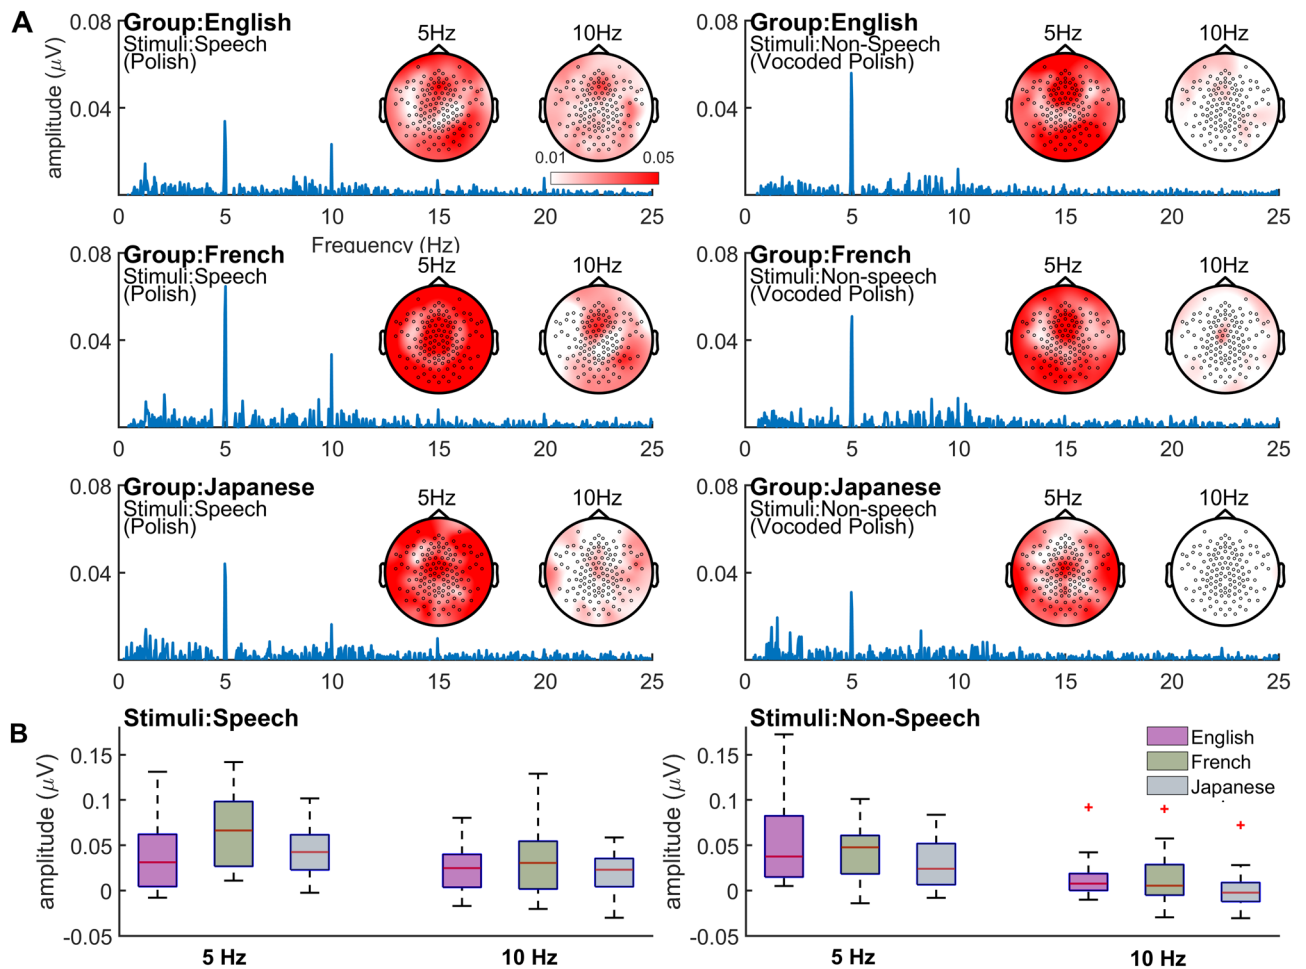 A
Group:English
Stimuli:Speech
(Polish)
5Hz
10Hz
0.01
0.05
amplitude (μV)
0.08
0.04
0
5
10
15
20
25
Frequency (Hz)
Group:English
Stimuli:Non-Speech
(Vocoded Polish)
5Hz
10Hz
0.08
0.04
0
5
10
15
20
25
Group:French
Stimuli:Speech
(Polish)
5Hz
10Hz
0.08
0.04
0
5
10
15
20
25
Group:French
Stimuli:Non-speech
(Vocoded Polish)
5Hz
10Hz
0.08
0.04
0
5
10
15
20
25
Group:Japanese
Stimuli:Speech
(Polish)
5Hz
10Hz
0.08
0.04
0
5
10
15
20
25
Group:Japanese
Stimuli:Non-speech
(Vocoded Polish)
5Hz
10Hz
0.08
0.04
0
5
10
15
20
25
B
Stimuli:Speech
amplitude (μV)
0.15
0.1
0.05
0
-0.05
5 Hz
10 Hz
Stimuli:Non-Speech
amplitude (μV)
0.15
0.1
0.05
0
-0.05
5 Hz
10 Hz
English
French
Japanese